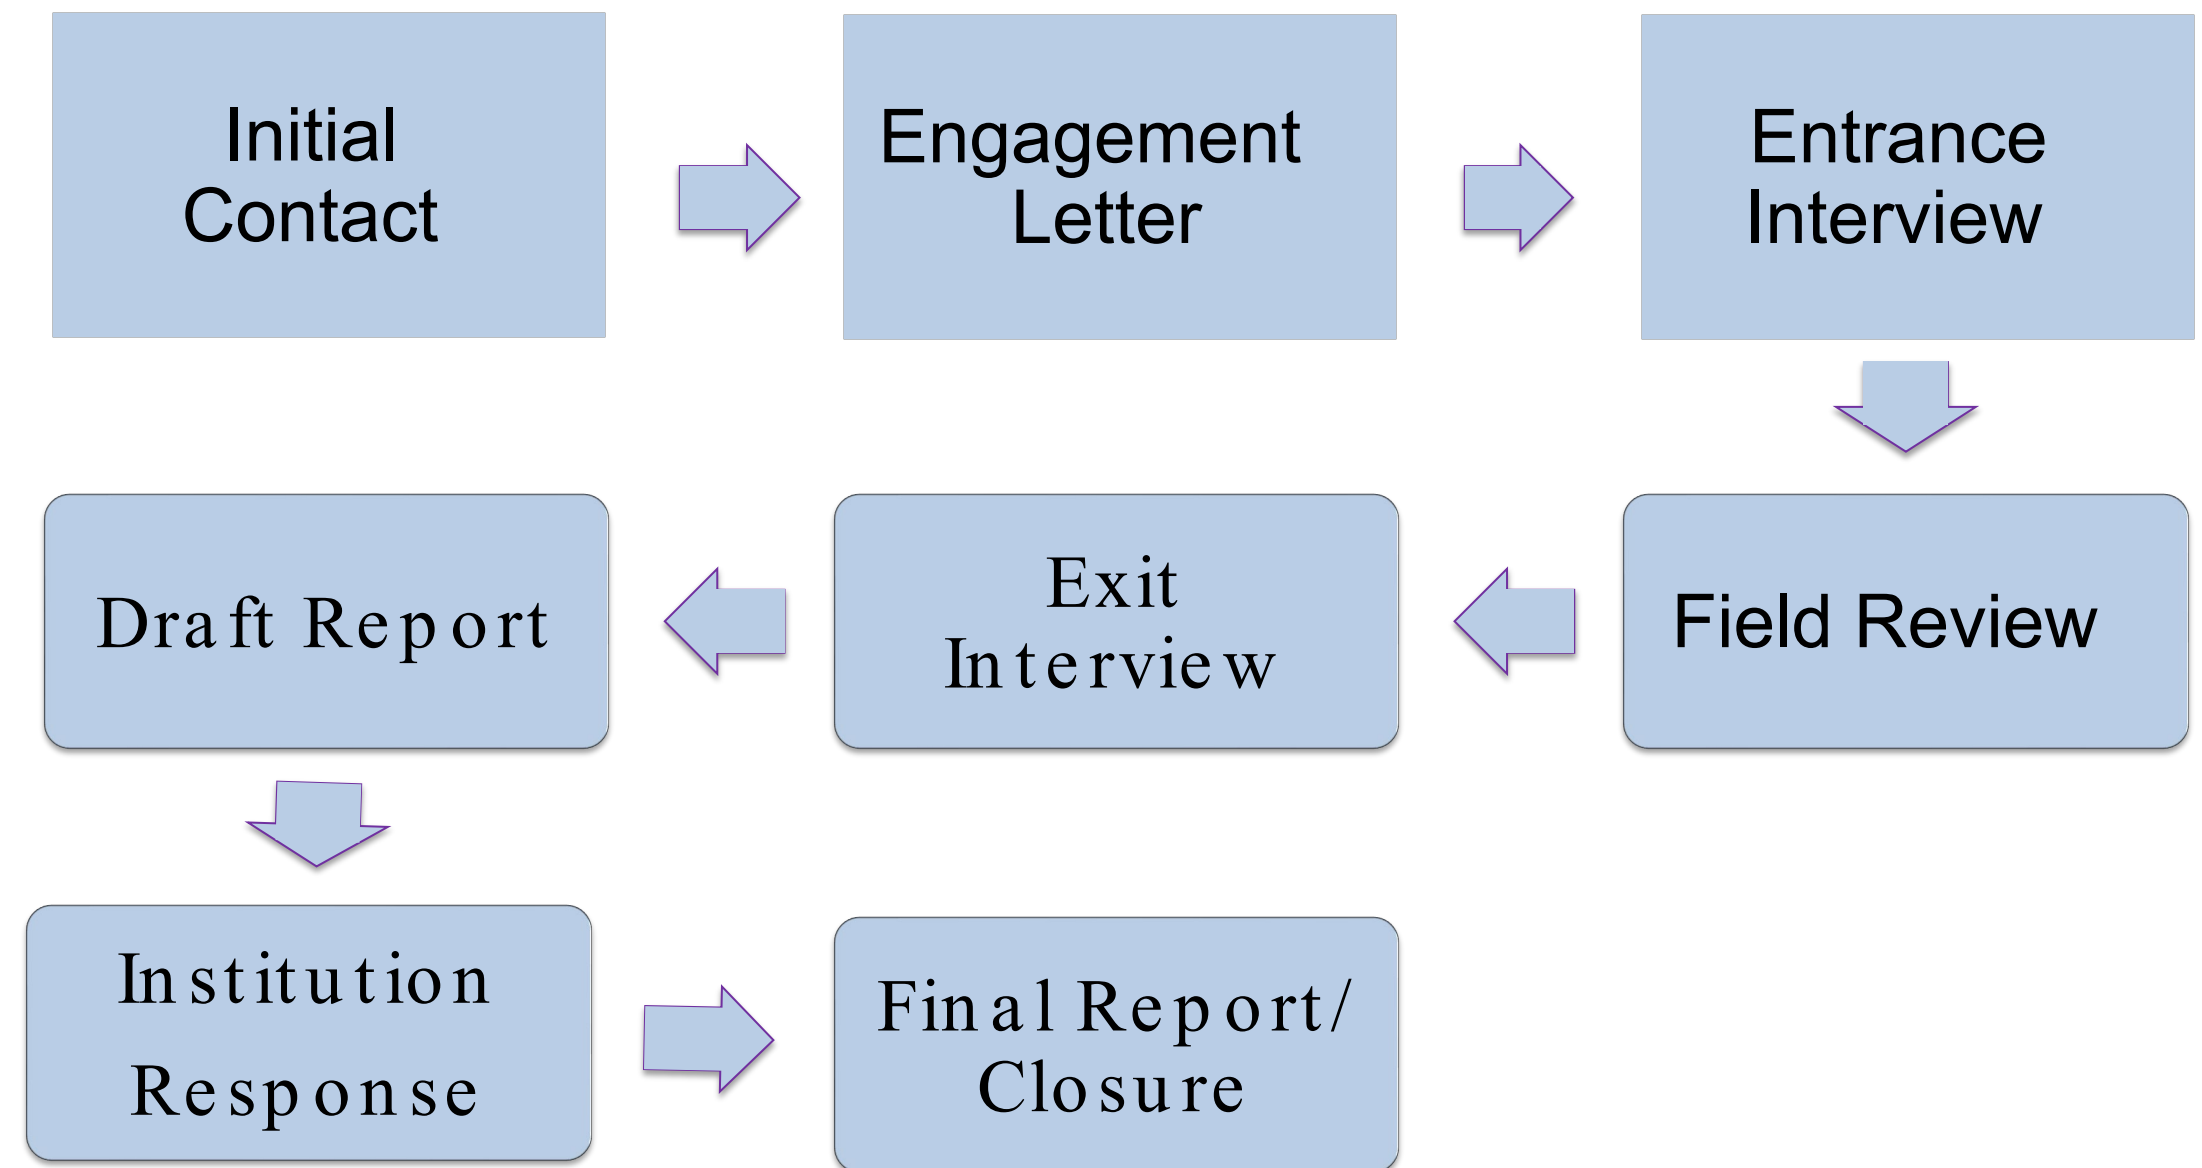 Initial
Contact
Engagement
Letter
Entrance
Interview
Field Review
Exit
Interview
Draft Report
Institution
Response
Final Report/
Closure